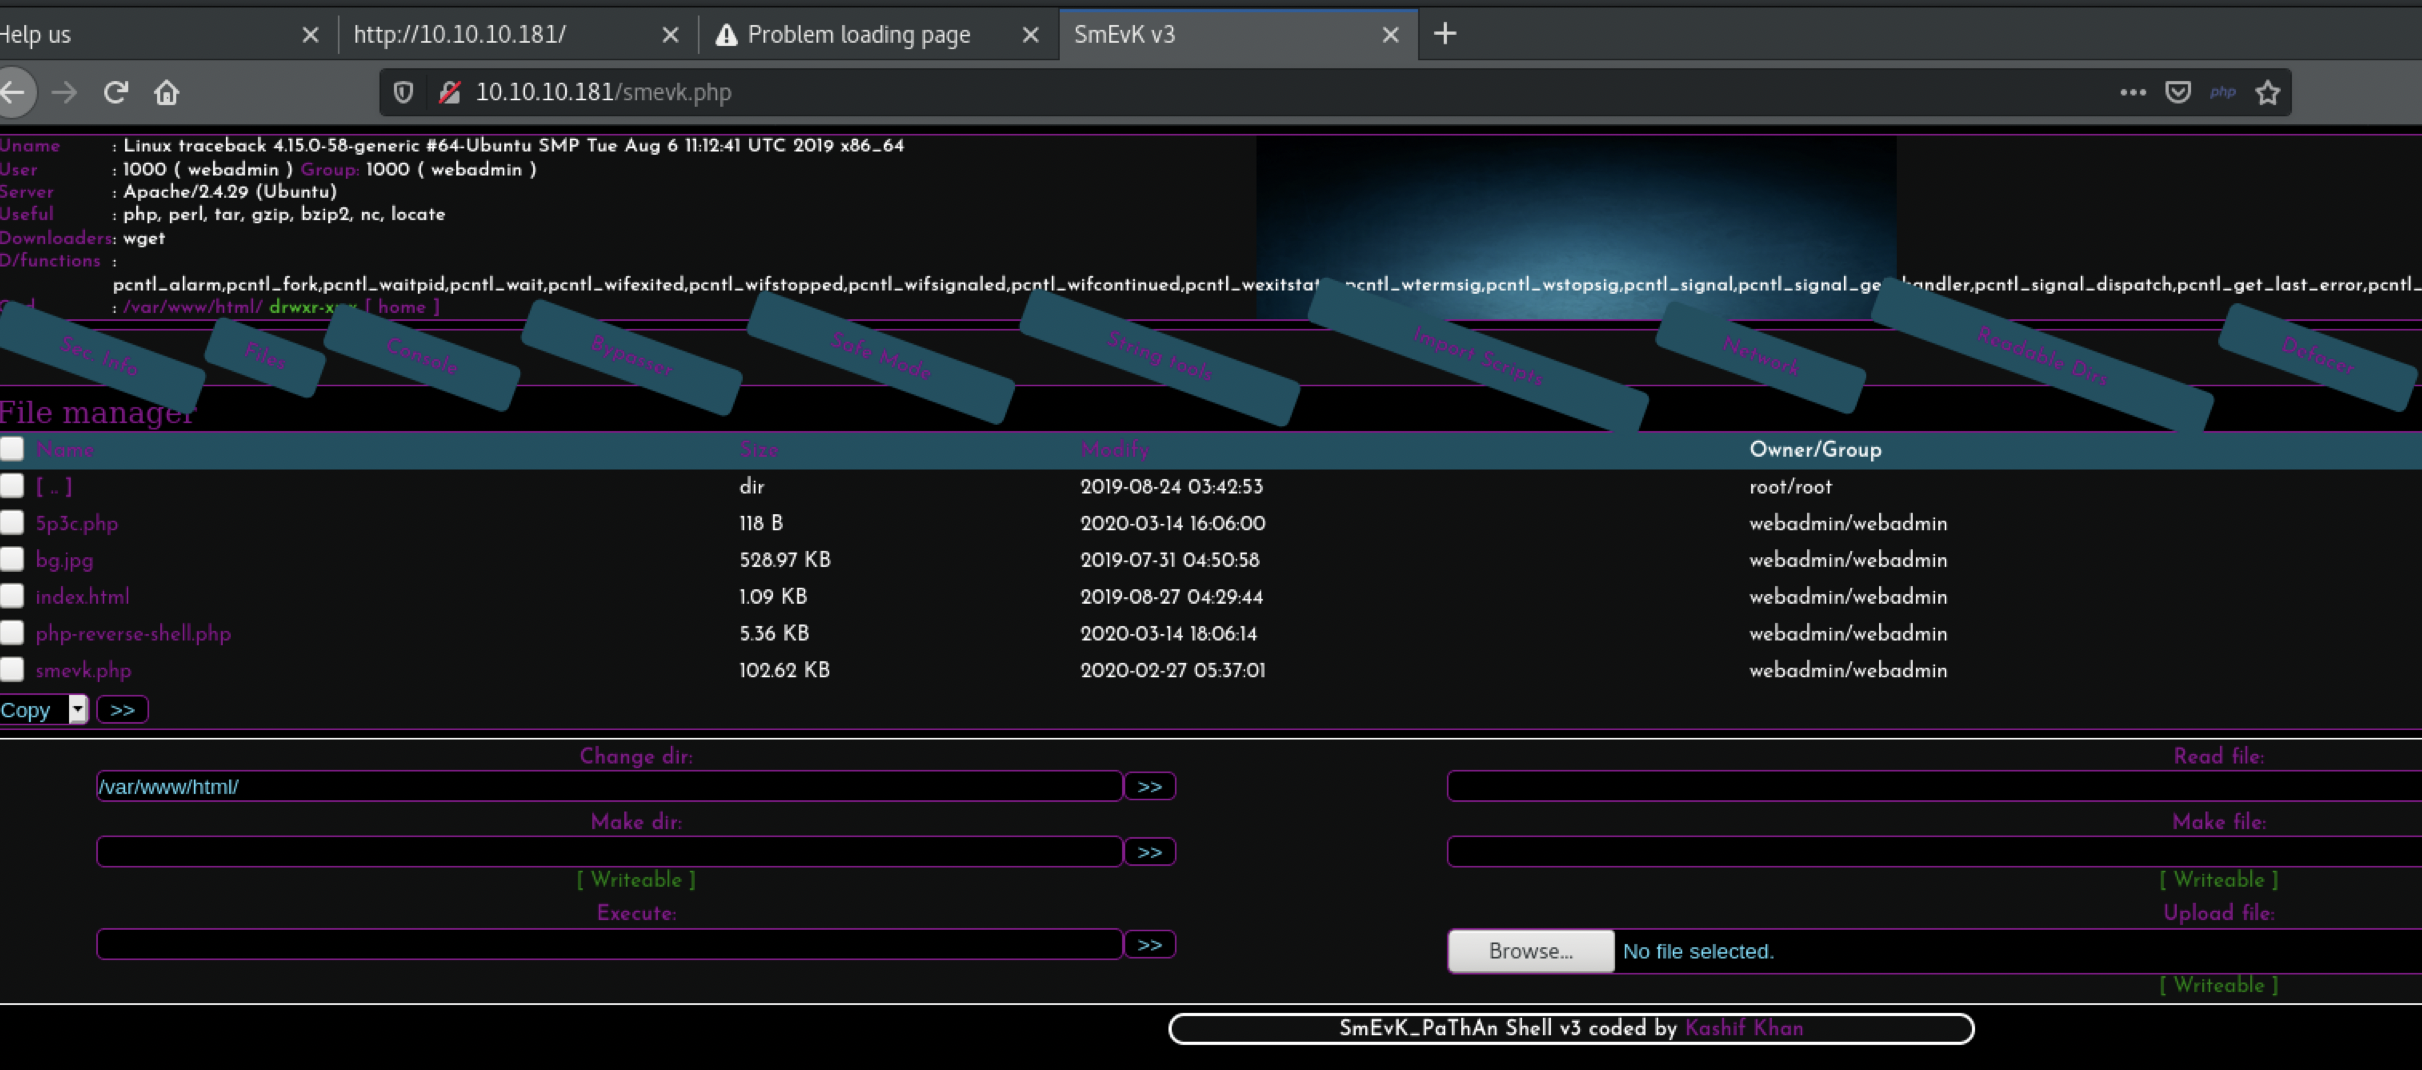 Help us
http://10.10.10.181/
Problem loading page
SmEvK v3
10.10.10.181/smevk.php
php
Uname : Linux traceback 4.15.0-58-generic #64-Ubuntu SMP Tue Aug 6 11:12:41 UTC 2019 x86_64
User : 1000 ( webadmin ) Group: 1000 ( webadmin )
Server : Apache/2.4.29 (Ubuntu)
Useful : php, perl, tar, gzip, bzip2, nc, locate
Downloaders: wget
D/functions :
pcntl_alarm,pcntl_fork,pcntl_waitpid,pcntl_wait,pcntl_wifexited,pcntl_wifstopped,pcntl_wifsignaled,pcntl_wifcontinued,pcntl_wexitstat pcntl_wtermsig,pcntl_wstopsig,pcntl_signal,pcntl_signal_ge handler,pcntl_signal_dispatch,pcntl_get_last_error,pcntl_
: /var/www/html/ drwxr-x [ home ]
Sec. Info Files Console Bypasser Safe Mode String tools Import Scripts Network Readable Dirs Defacer
File manager
Name Size Modify Owner/Group
[ .. ] dir 2019-08-24 03:42:53 root/root
5p3c.php 118 B 2020-03-14 16:06:00 webadmin/webadmin
bg.jpg 528.97 KB 2019-07-31 04:50:58 webadmin/webadmin
index.html 1.09 KB 2019-08-27 04:29:44 webadmin/webadmin
php-reverse-shell.php 5.36 KB 2020-03-14 18:06:14 webadmin/webadmin
smevk.php 102.62 KB 2020-02-27 05:37:01 webadmin/webadmin
Copy >>
Change dir: Read file:
/var/www/html/ >>
Make dir: Make file:
>>
[ Writeable ] [ Writeable ]
Execute: Upload file:
>> Browse... No file selected.
[ Writeable ]
SmEvK_PaThAn Shell v3 coded by Kashif Khan